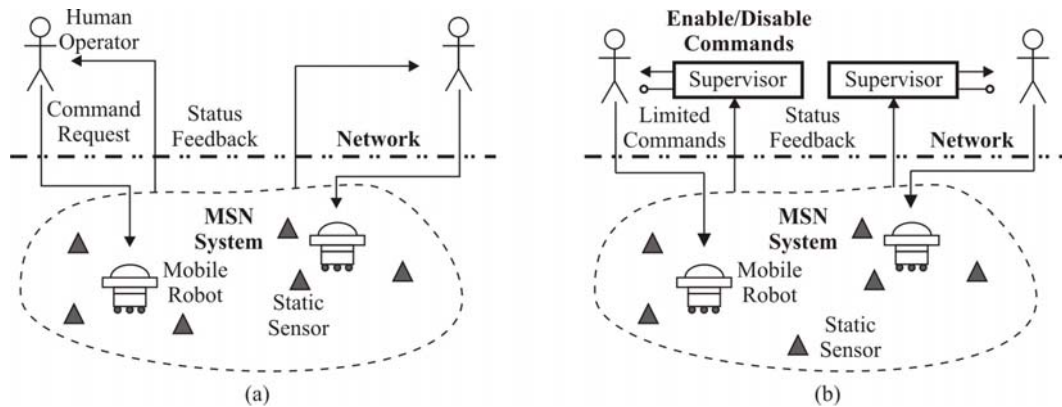 Human
Operator
Command
Request
Status
Feedback
Network
MSN
System
Mobile
Robot
Static
Sensor
(a)
Enable/Disable
Commands
Supervisor
Supervisor
Limited
Commands
Status
Feedback
Network
MSN
System
Mobile
Robot
Static
Sensor
(b)